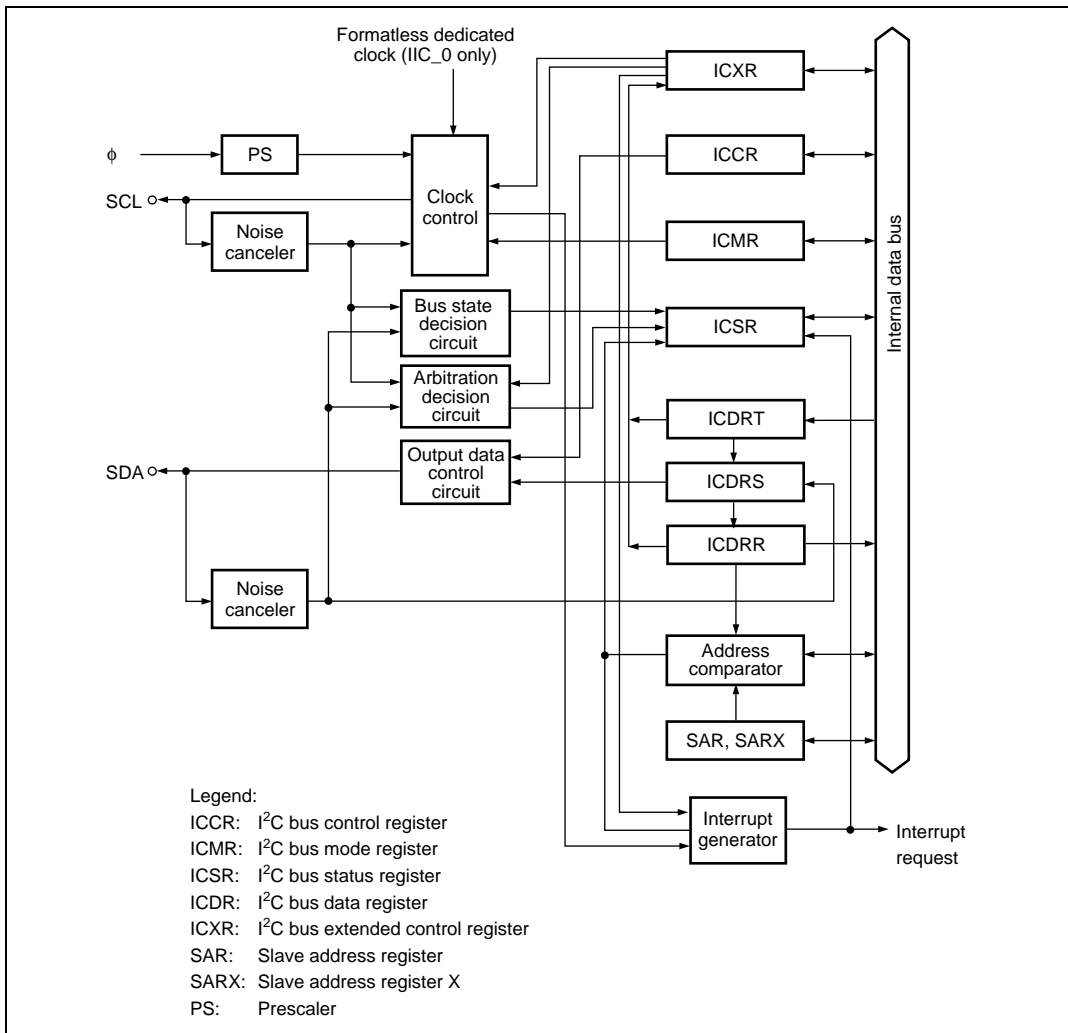 Formatless dedicated
clock (IIC_0 only)
ϕ
PS
SCL
Noise
canceler
Clock
control
Bus state
decision
circuit
Arbitration
decision
circuit
SDA
Output data
control
circuit
Noise
canceler
ICXR
ICCR
ICMR
ICSR
ICDRT
ICDRS
ICDRR
Address
comparator
SAR, SARX
Interrupt
generator
Interrupt
request
Internal data bus
Legend:
ICCR: I²C bus control register
ICMR: I²C bus mode register
ICSR: I²C bus status register
ICDR: I²C bus data register
ICXR: I²C bus extended control register
SAR: Slave address register
SARX: Slave address register X
PS: Prescaler